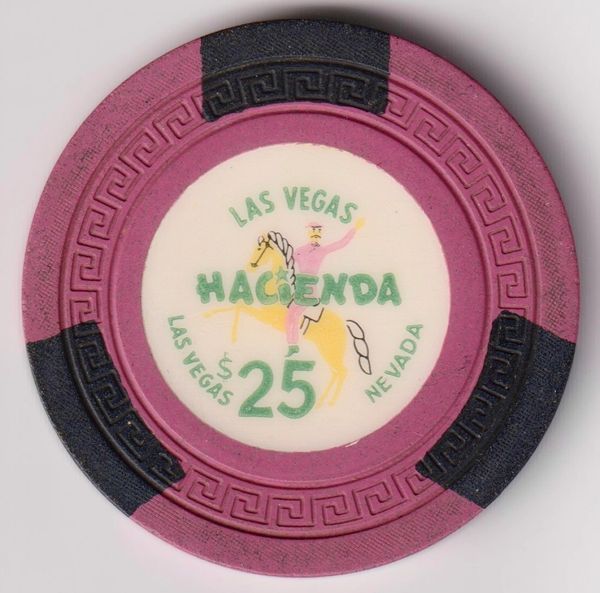 LAS VEGAS
HACIENDA
LAS VEGAS
$25
NEVADA